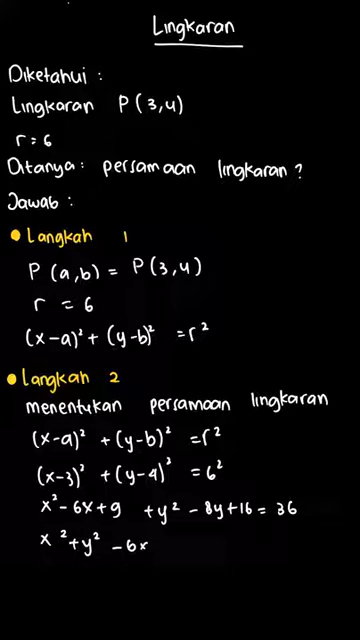 Lingkaran
Diketahui :
Lingkaran P(3,4)
r = 6
Ditanya : persamaan lingkaran ?
Jawab :
• Langkah 1
P(a,b) = P(3,4)
r = 6
(x-a)² + (y-b)² = r²
• Langkah 2
menentukan persamaan lingkaran
(x-a)² + (y-b)² = r²
(x-3)² + (y-4)² = 6²
x² - 6x + 9 + y² - 8y + 16 = 36
x² + y² - 6x